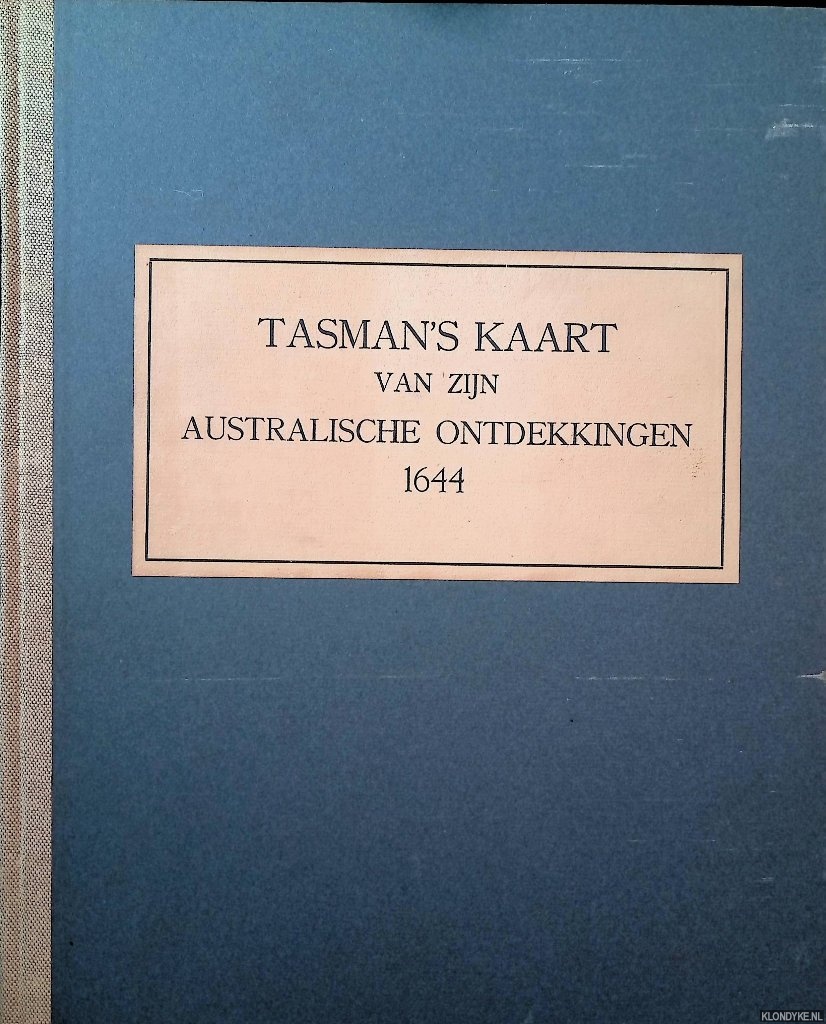 TASMAN'S KAART
VAN ZIJN
AUSTRALISCHE ONTDEKKINGEN
1644
KLONDYKE.NL